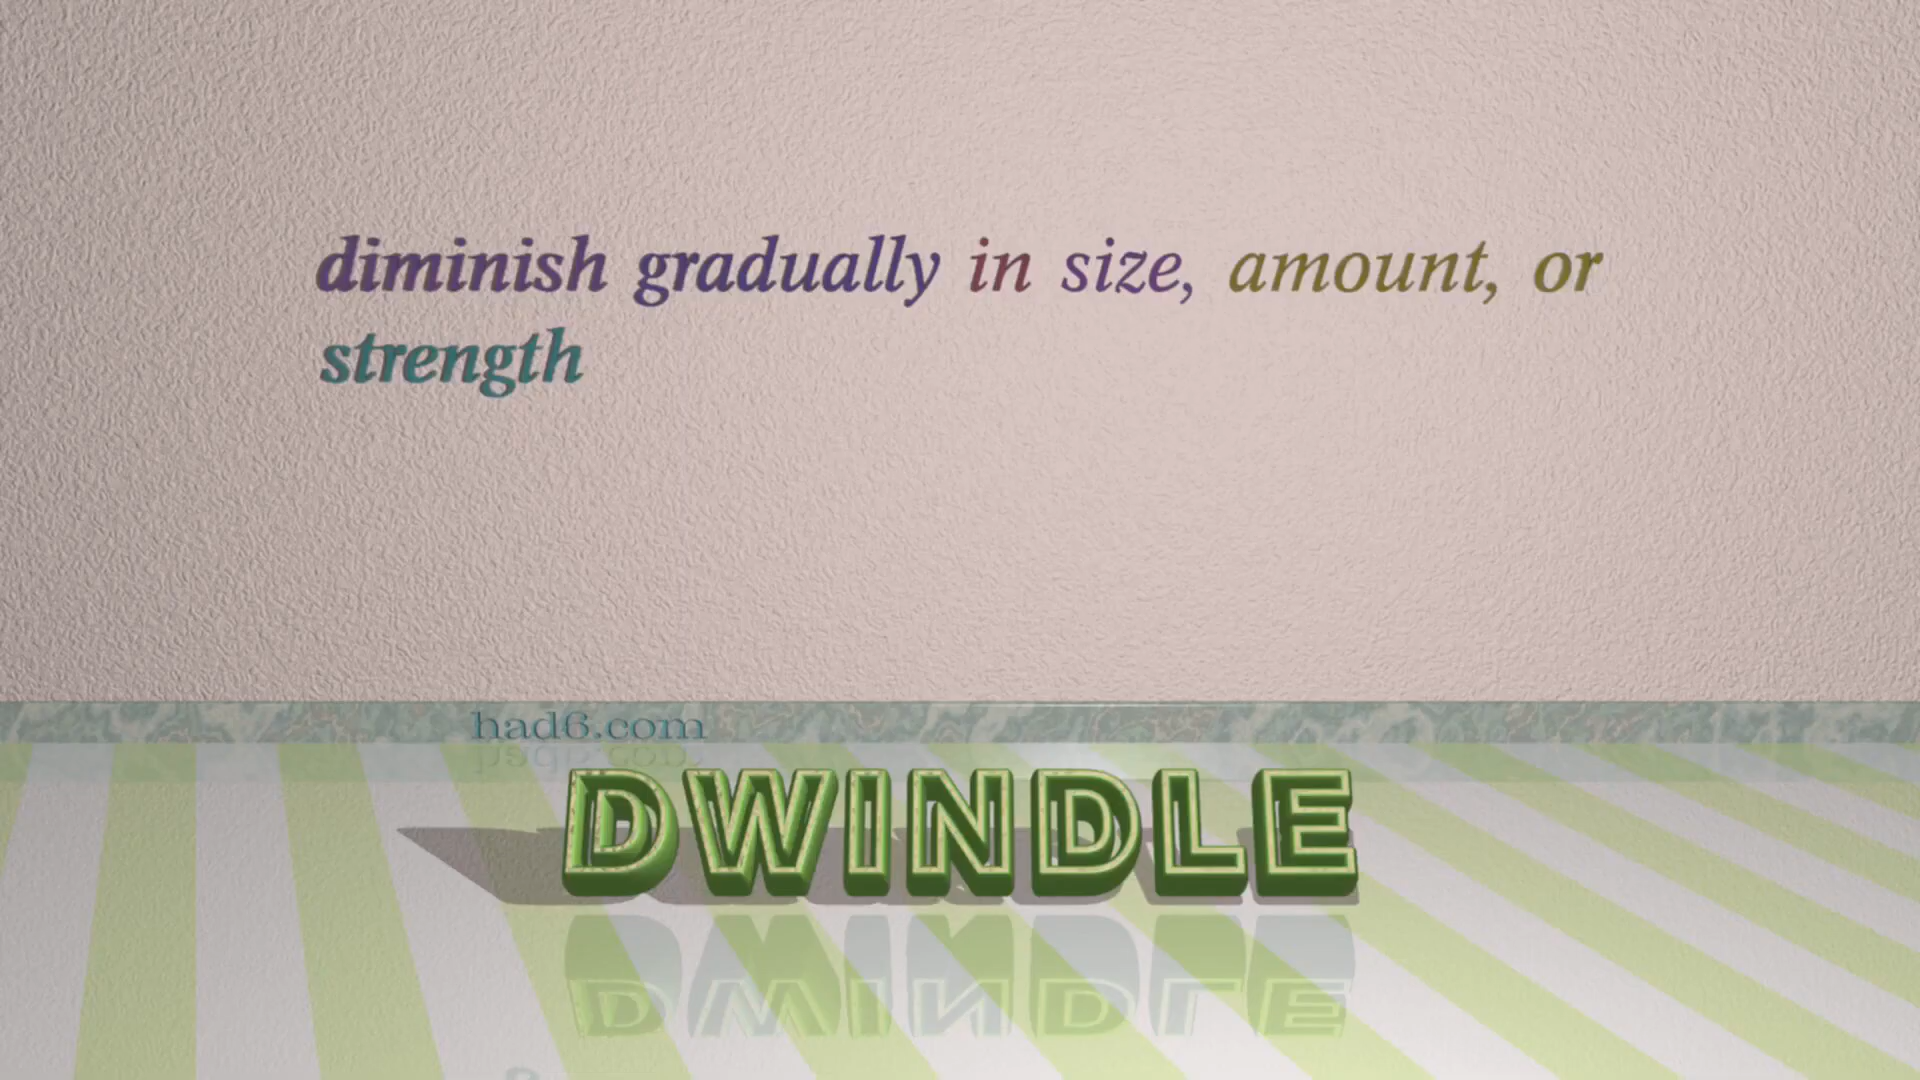 diminish gradually in size, amount, or
strength
had6.com
DWINDLE